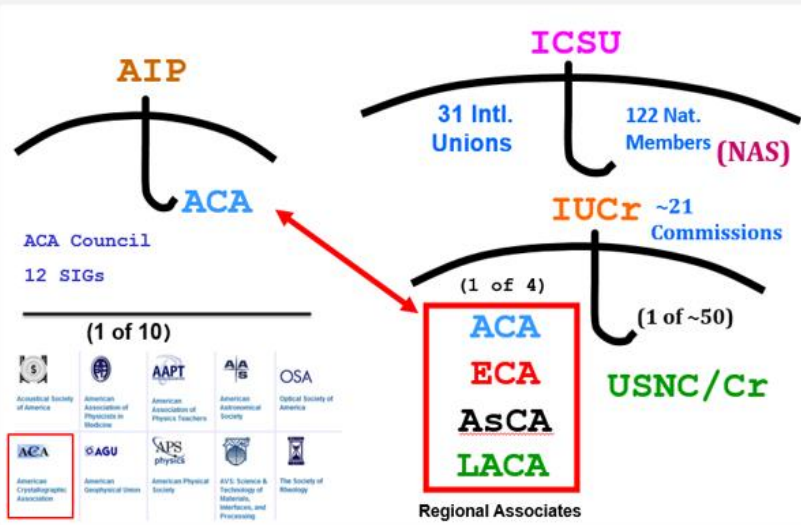 AIP
ACA
ACA Council
12 SIGs
(1 of 10)
S
Acoustical Society
of America
American
Association of
Physicists in
Medicine
AAPT
American
Association of
Physics Teachers
AAS
American
Astronomical
Society
OSA
Optical Society of
America
ACA
American
Crystallographic
Association
AGU
American
Geophysical Union
APS
physics
American Physical
Society
AVS: Science &
Technology of
Materials,
Interfaces, and
Processing
The Society of
Rheology
ICSU
31 Intl.
Unions
122 Nat.
Members
(NAS)
IUCr
~21
Commissions
(1 of 4)
ACA
ECA
AsCA
LACA
Regional Associates
(1 of ~50)
USNC/Cr